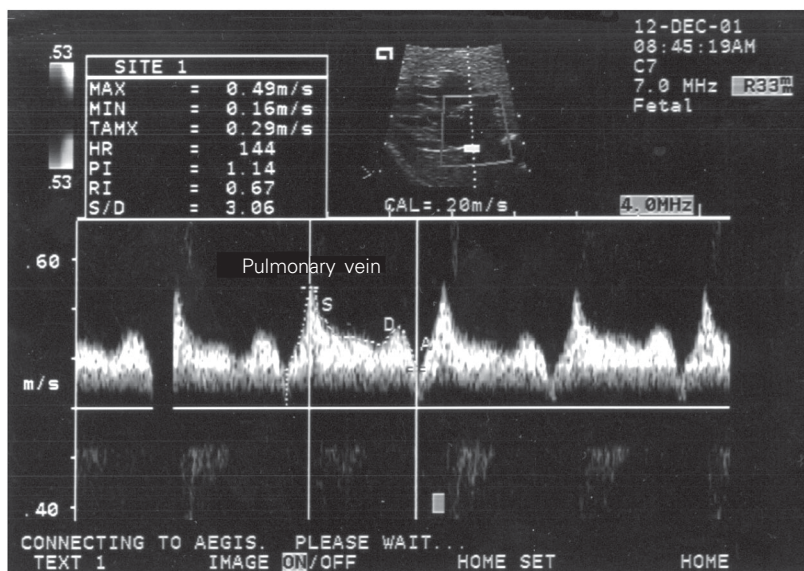 12-DEC-01
08:45:19AM
C7
7.0 MHz R33mm
Fetal
.53
.53
SITE 1
MAX = 0.49m/s
MIN = 0.16m/s
TAMX = 0.29m/s
HR = 144
PI = 1.14
RI = 0.67
S/D = 3.06
CAL=.20m/s
4.0MHz
.60
Pulmonary vein
S
D
A
m/s
.40
CONNECTING TO AEGIS. PLEASE WAIT...
TEXT 1 IMAGE ON/OFF HOME SET HOME